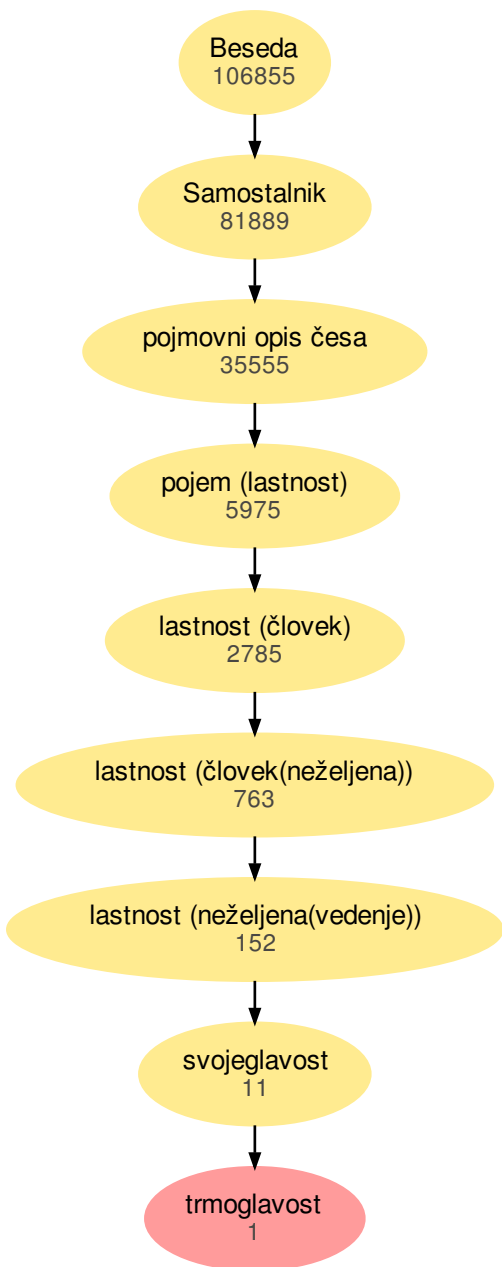 Beseda
106855
Samostalnik
81889
pojmovni opis česa
35555
pojem (lastnost)
5975
lastnost (človek)
2785
lastnost (človek(neželjena))
763
lastnost (neželjena(vedenje))
152
svojeglavost
11
trmoglavost
1